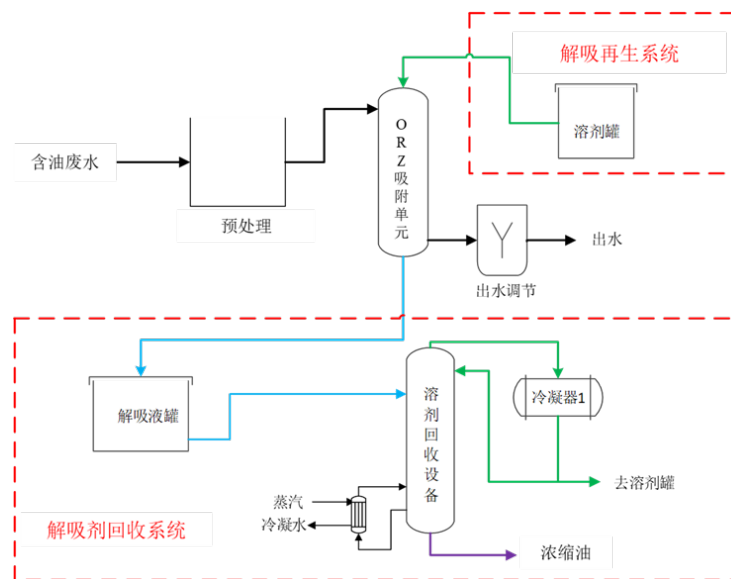 解吸再生系统
溶剂罐
含油废水
预处理
ORZ吸附单元
出水
出水调节
解吸液罐
溶剂回收设备
冷凝器1
去溶剂罐
蒸汽
冷凝水
解吸剂回收系统
浓缩油